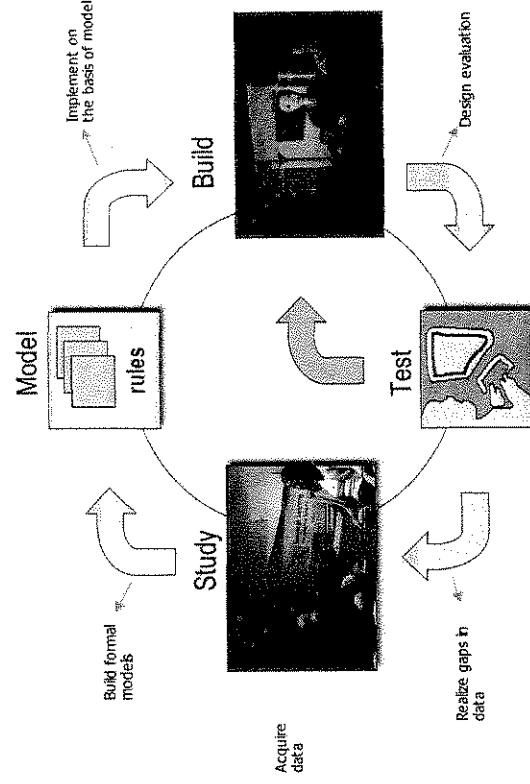 Model
rules
Implement on
the basis of model
Build
Design evaluation
Test
Realize gaps in
data
Study
Acquire
data
Build formal
models